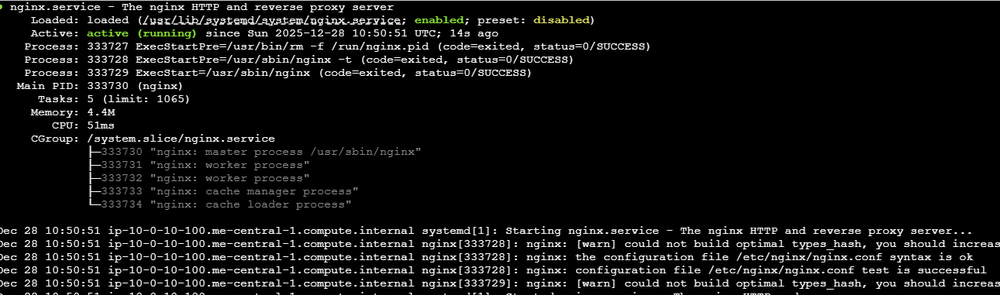 nginx.service - The nginx HTTP and reverse proxy server
Loaded: loaded (/usr/lib/systemd/system/nginx.service; enabled; preset: disabled)
Active: active (running) since Sun 2025-12-28 10:50:51 UTC; 14s ago
Process: 333727 ExecStartPre=/usr/bin/rm -f /run/nginx.pid (code=exited, status=0/SUCCESS)
Process: 333728 ExecStartPre=/usr/sbin/nginx -t (code=exited, status=0/SUCCESS)
Process: 333729 ExecStart=/usr/sbin/nginx (code=exited, status=0/SUCCESS)
Main PID: 333730 (nginx)
Tasks: 5 (limit: 1065)
Memory: 4.4M
CPU: 51ms
CGroup: /system.slice/nginx.service
├─333730 "nginx: master process /usr/sbin/nginx"
├─333731 "nginx: worker process"
├─333732 "nginx: worker process"
├─333733 "nginx: cache manager process"
└─333734 "nginx: cache loader process"
Dec 28 10:50:51 ip-10-0-10-100.me-central-1.compute.internal systemd[1]: Starting nginx.service - The nginx HTTP and reverse proxy server...
Dec 28 10:50:51 ip-10-0-10-100.me-central-1.compute.internal nginx[333728]: nginx: [warn] could not build optimal types_hash, you should increas
Dec 28 10:50:51 ip-10-0-10-100.me-central-1.compute.internal nginx[333728]: nginx: the configuration file /etc/nginx/nginx.conf syntax is ok
Dec 28 10:50:51 ip-10-0-10-100.me-central-1.compute.internal nginx[333728]: nginx: configuration file /etc/nginx/nginx.conf test is successful
Dec 28 10:50:51 ip-10-0-10-100.me-central-1.compute.internal nginx[333729]: nginx: [warn] could not build optimal types_hash, you should increas